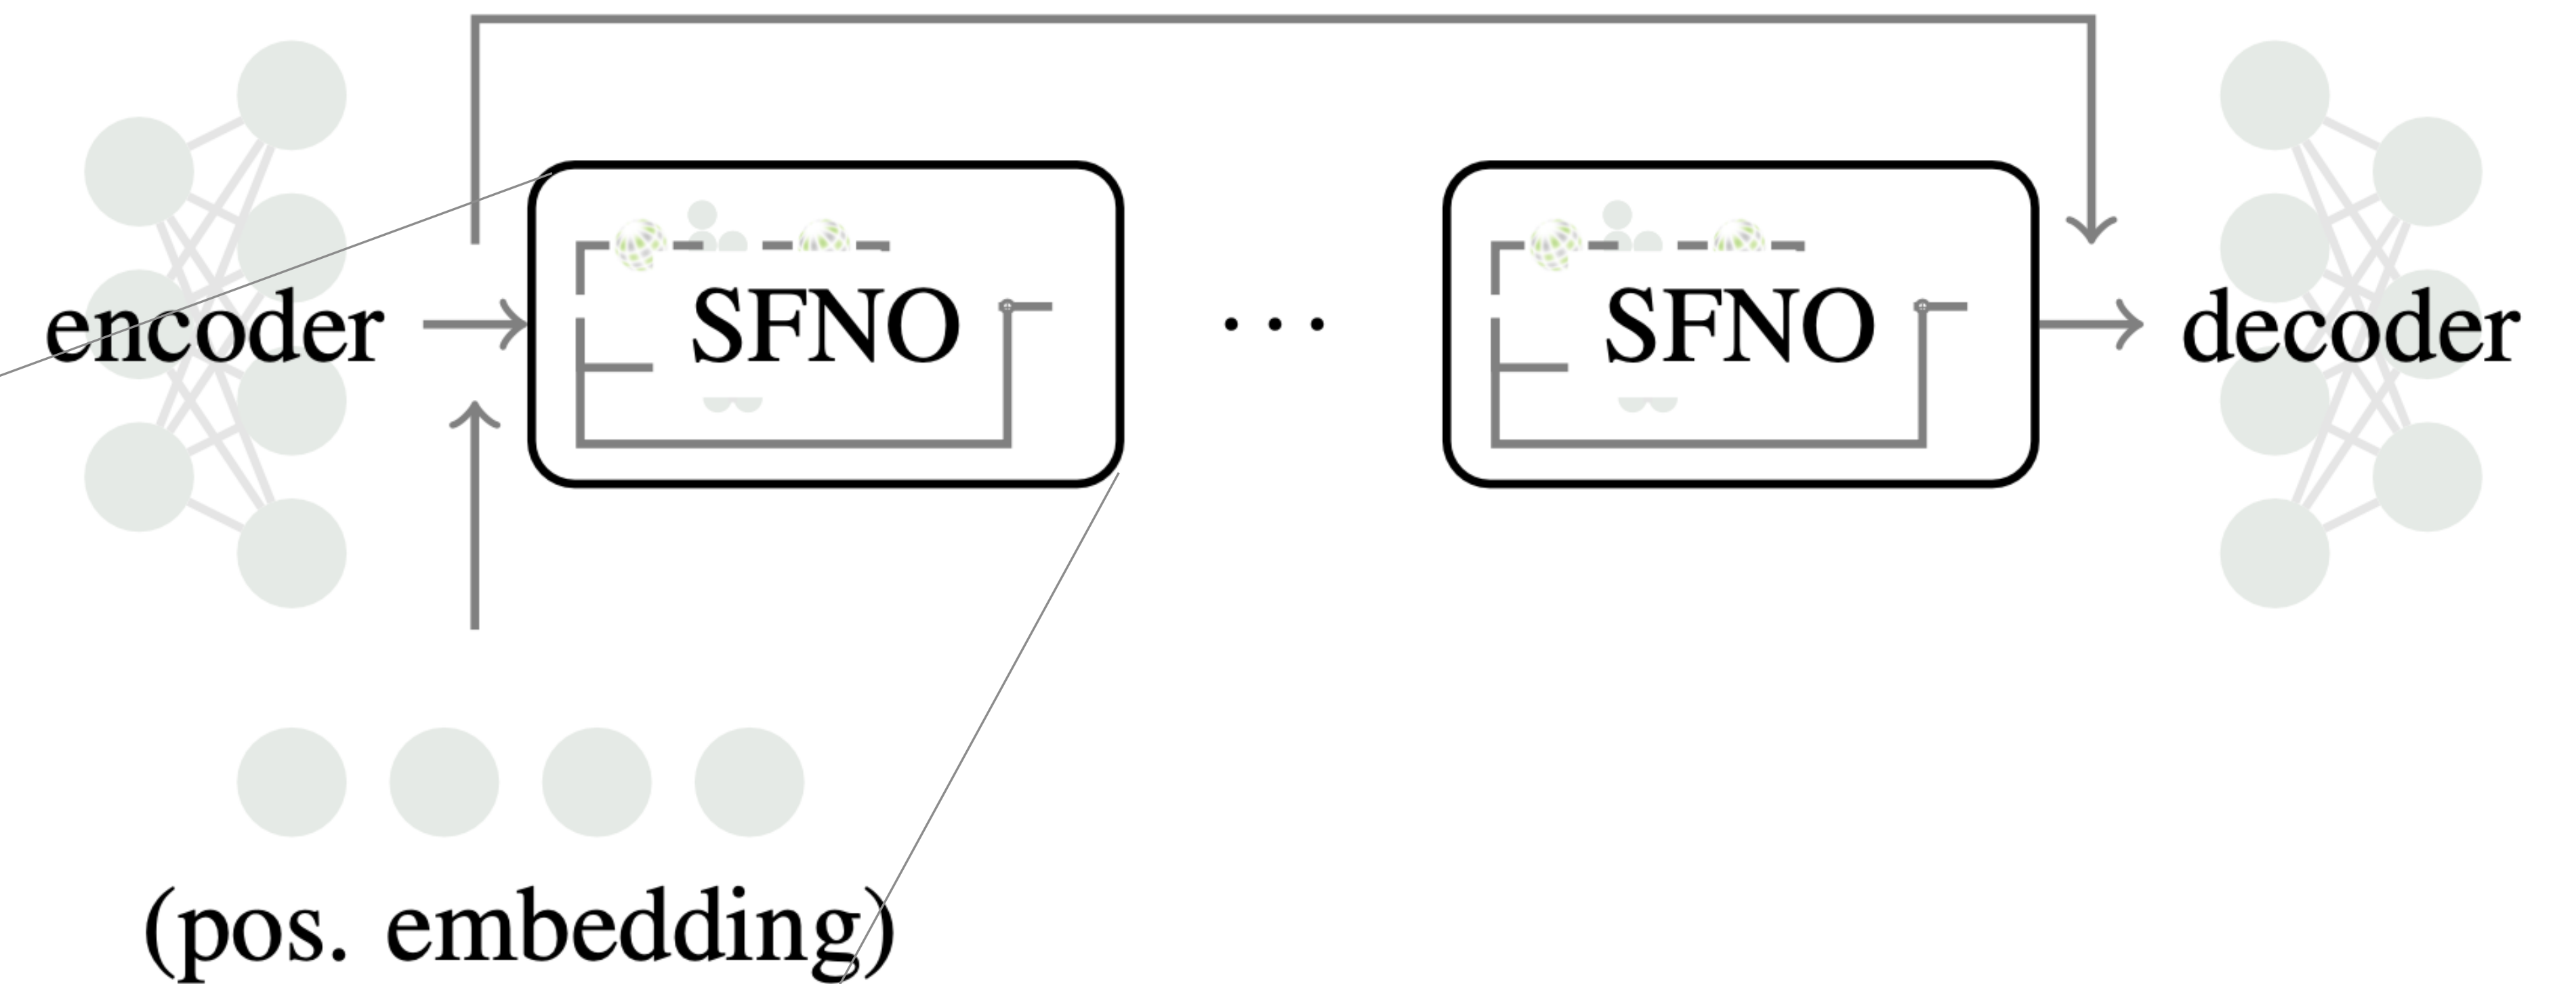 encoder
SFNO
. . .
SFNO
decoder
(pos. embedding)